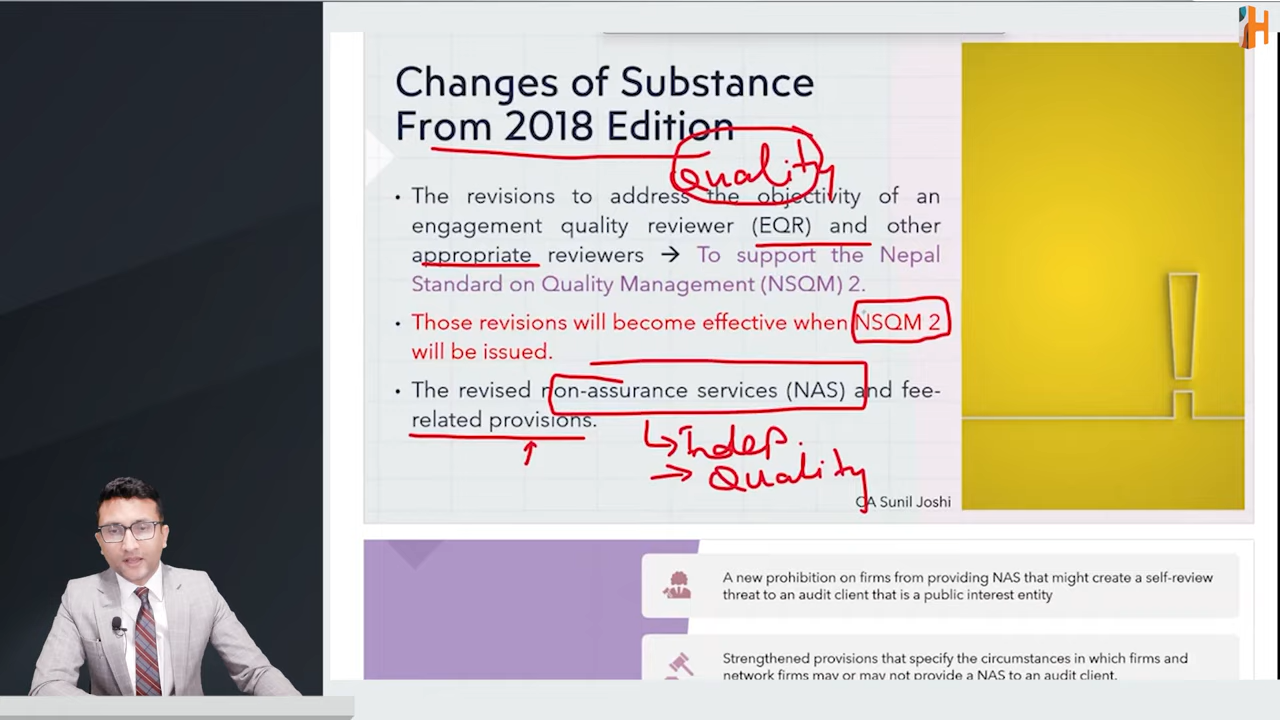 Changes of Substance
From 2018 Edition
Quality
• The revisions to address the objectivity of an
engagement quality reviewer (EQR) and other
appropriate reviewers → To support the Nepal
Standard on Quality Management (NSQM) 2.
• Those revisions will become effective when NSQM 2
will be issued.
• The revised non-assurance services (NAS) and fee-
related provisions.
↳ Indep.
→ Quality
CA Sunil Joshi
A new prohibition on firms from providing NAS that might create a self-review
threat to an audit client that is a public interest entity
Strengthened provisions that specify the circumstances in which firms and
network firms may or may not provide a NAS to an audit client.
H